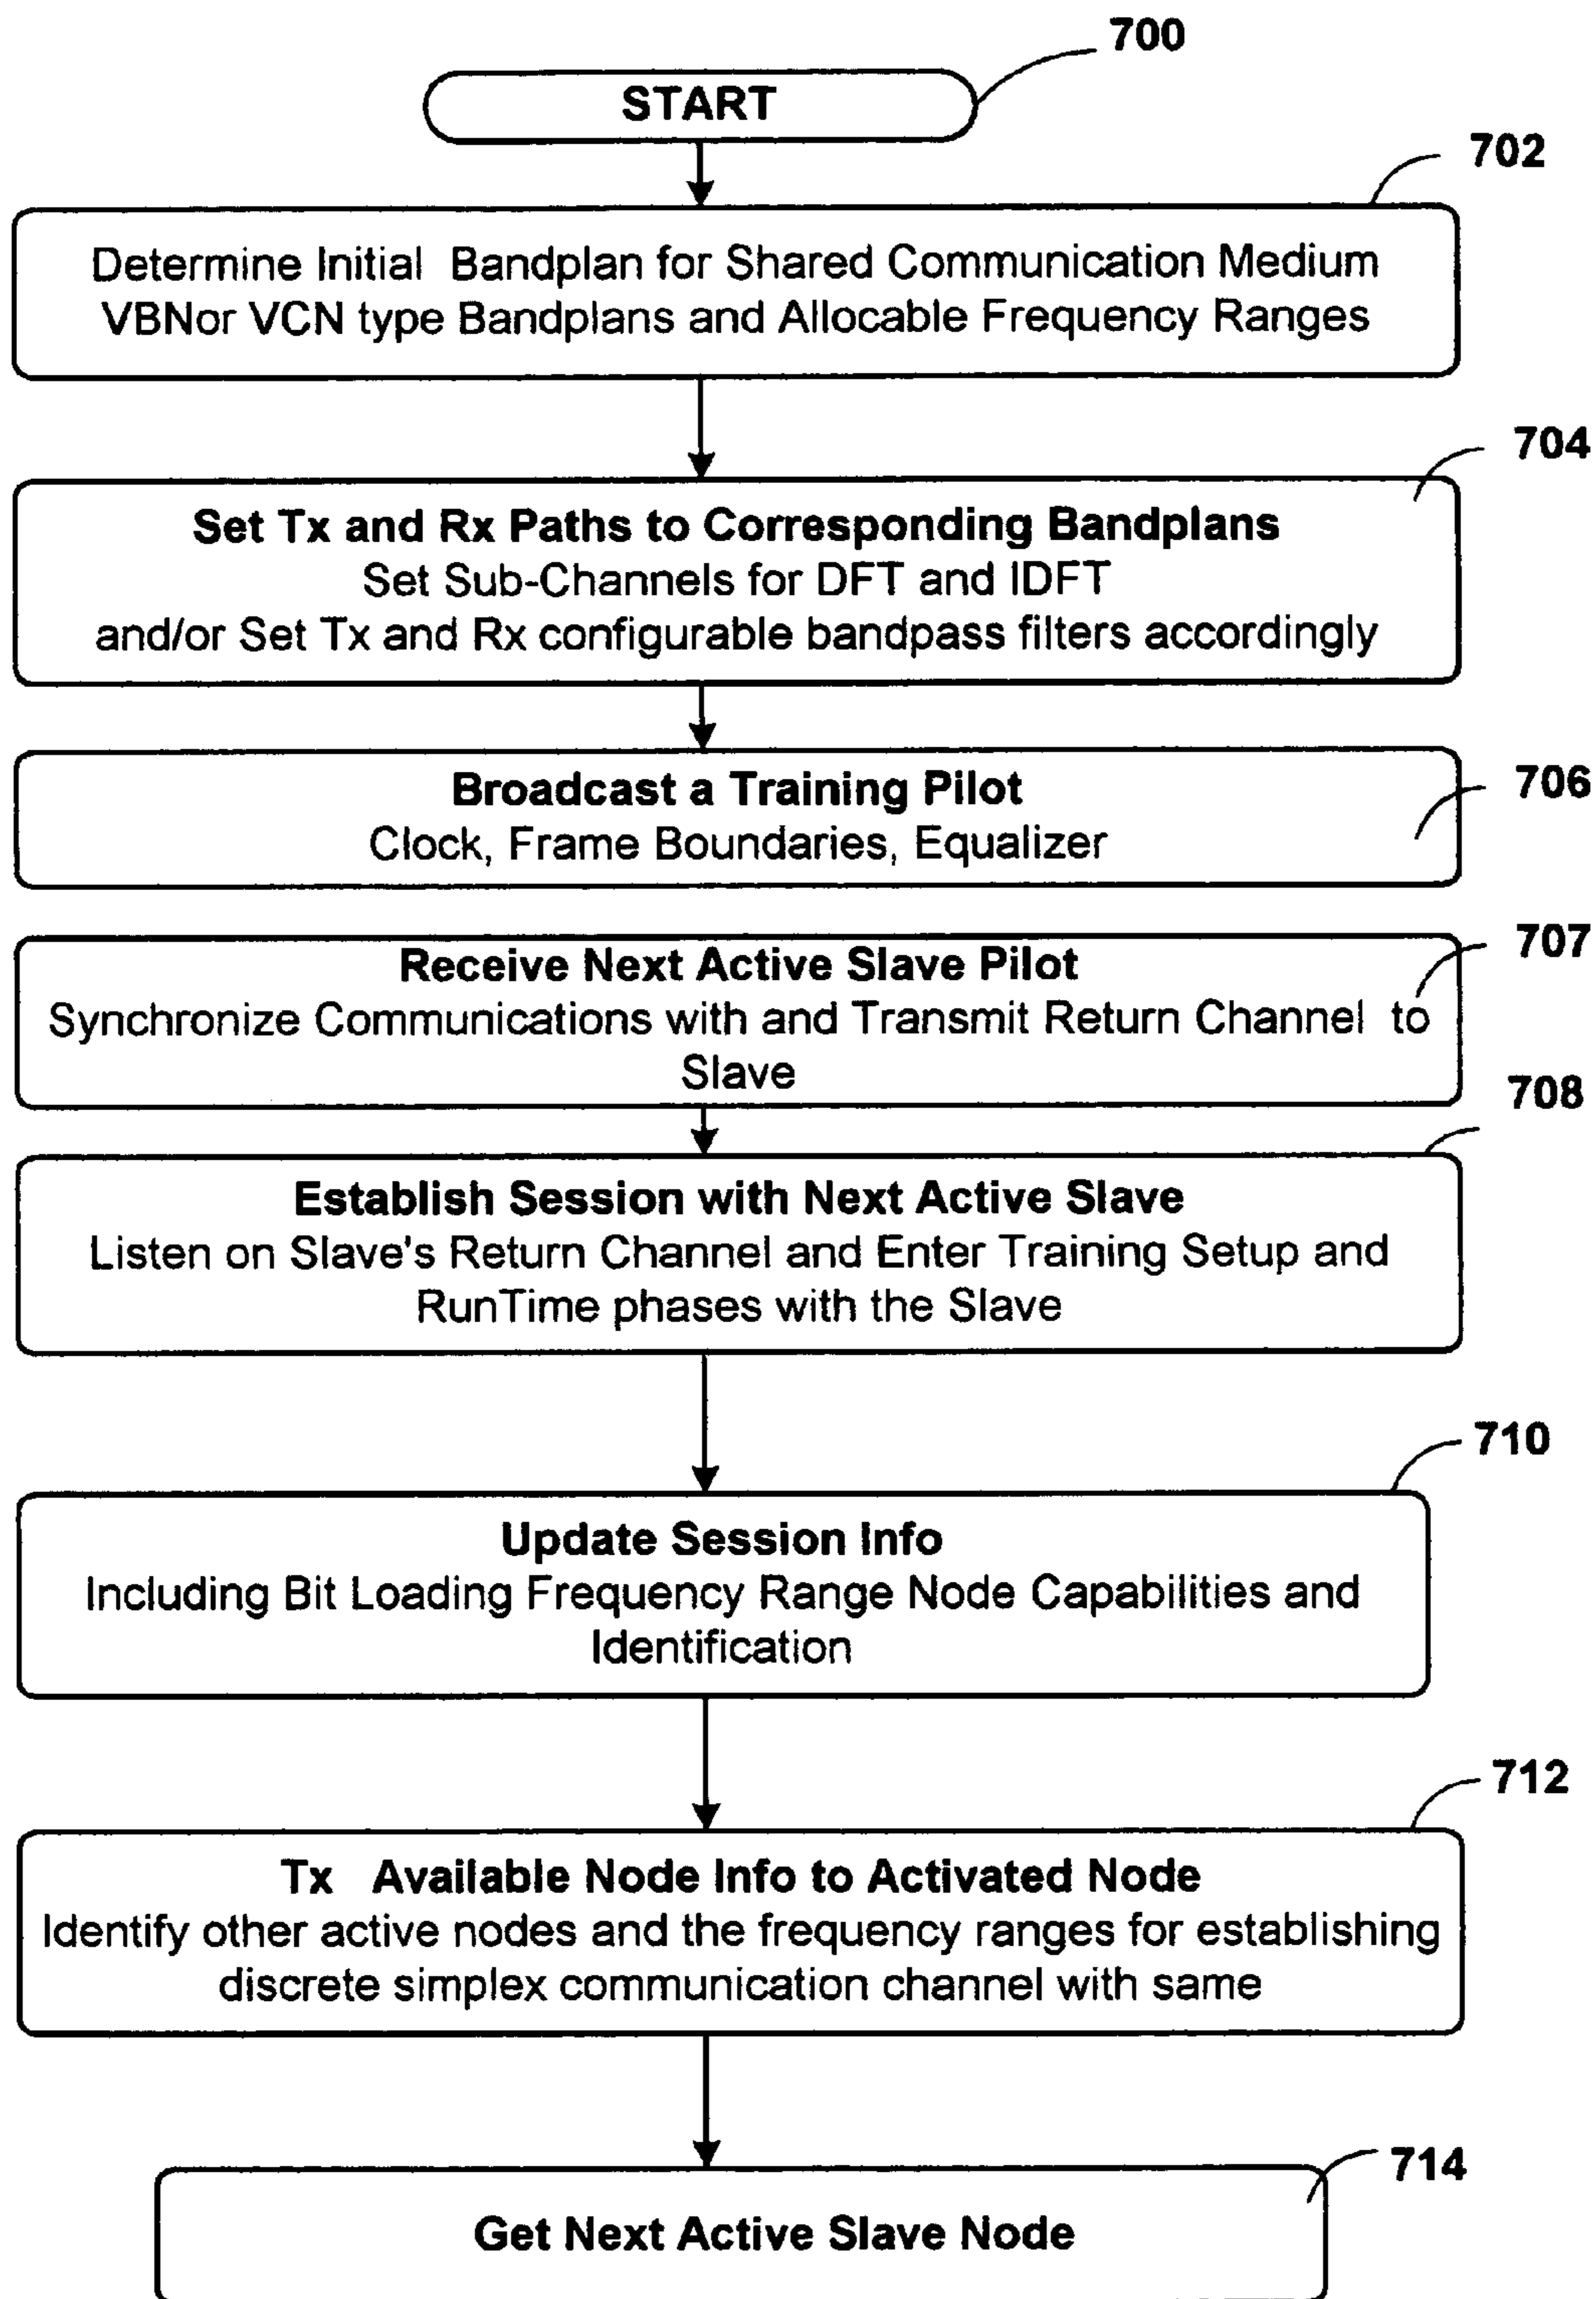 700
START
702
Determine Initial Bandplan for Shared Communication Medium
VBNor VCN type Bandplans and Allocable Frequency Ranges
704
Set Tx and Rx Paths to Corresponding Bandplans
Set Sub-Channels for DFT and IDFT
and/or Set Tx and Rx configurable bandpass filters accordingly
706
Broadcast a Training Pilot
Clock, Frame Boundaries, Equalizer
707
Receive Next Active Slave Pilot
Synchronize Communications with and Transmit Return Channel to
Slave
708
Establish Session with Next Active Slave
Listen on Slave's Return Channel and Enter Training Setup and
RunTime phases with the Slave
710
Update Session Info
Including Bit Loading Frequency Range Node Capabilities and
Identification
712
Tx Available Node Info to Activated Node
Identify other active nodes and the frequency ranges for establishing
discrete simplex communication channel with same
714
Get Next Active Slave Node